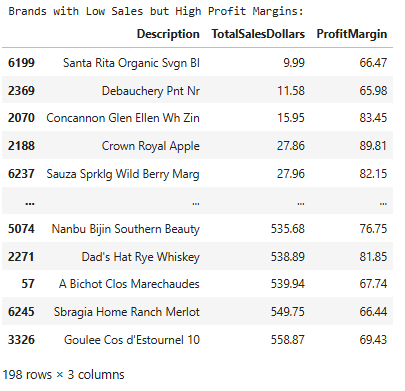 Brands with Low Sales but High Profit Margins:
Description TotalSalesDollars ProfitMargin
6199 Santa Rita Organic Svgn Bl 9.99 66.47
2369 Debauchery Pnt Nr 11.58 65.98
2070 Concannon Glen Ellen Wh Zin 15.95 83.45
2188 Crown Royal Apple 27.86 89.81
6237 Sauza Sprklg Wild Berry Marg 27.96 82.15
... ... ... ...
5074 Nanbu Bijin Southern Beauty 535.68 76.75
2271 Dad's Hat Rye Whiskey 538.89 81.85
57 A Bichot Clos Marechaudes 539.94 67.74
6245 Sbragia Home Ranch Merlot 549.75 66.44
3326 Goulee Cos d'Estournel 10 558.87 69.43
198 rows × 3 columns